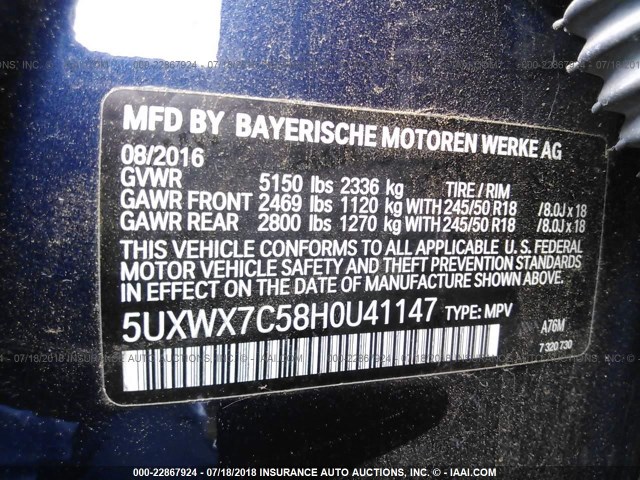 MFD BY BAYERISCHE MOTOREN WERKE AG
08/2016
GVWR 5150 lbs 2336 kg TIRE / RIM
GAWR FRONT 2469 lbs 1120 kg WITH 245/50 R18 /8.0J x 18
GAWR REAR 2800 lbs 1270 kg WITH 245/50 R18 /8.0J x 18
THIS VEHICLE CONFORMS TO ALL APPLICABLE U.S. FEDERAL
MOTOR VEHICLE SAFETY AND THEFT PREVENTION STANDARDS
IN EFFECT ON THE DATE OF MANUFACTURE SHOWN ABOVE.
5UXWX7C58H0U41147 TYPE: MPV A76M
7 320 730
000-22867924 - 07/18/2018 INSURANCE AUTO AUCTIONS, INC. - © - IAAI.COM